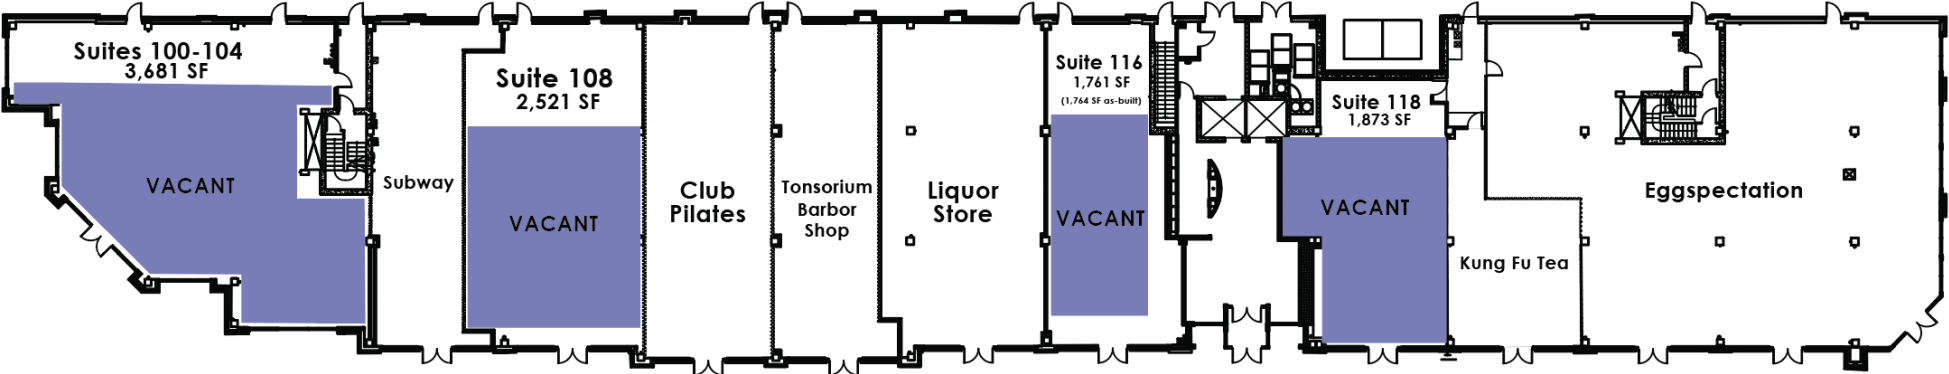 Suites 100-104
3,681 SF
VACANT
Subway
Suite 108
2,521 SF
VACANT
Club
Pilates
Tonsorium
Barbor
Shop
Liquor
Store
Suite 116
1,761 SF
(1,764 SF as-built)
VACANT
Suite 118
1,873 SF
VACANT
Kung Fu Tea
Eggspectation